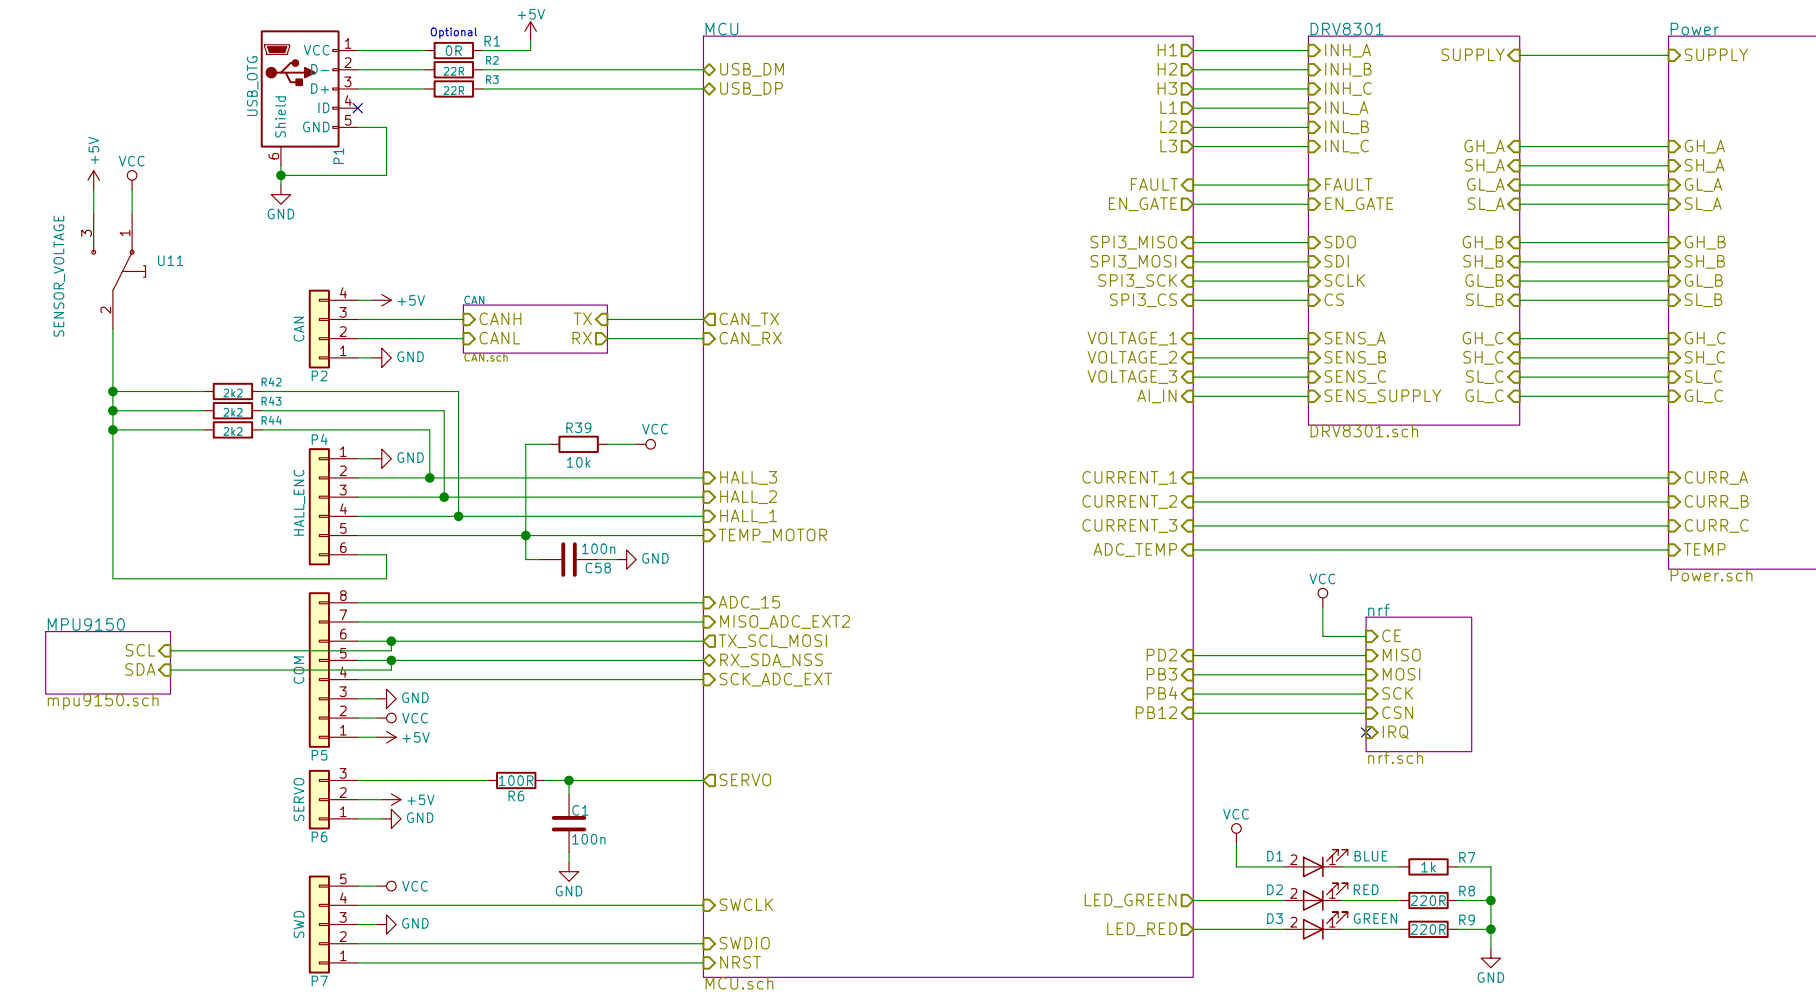 Optional
+5V
USB_OTG
VCC 1
D- 2
D+ 3
ID 4
GND 5
Shield
6
P1
GND
0R R1
22R R2
22R R3
+5V
VCC
SENSOR_VOLTAGE
3
1
2
U11
CAN
4 +5V
3
2
1 GND
P2
CAN
CANH TX
CANL RX
CAN.sch
2k2 R42
2k2 R43
2k2 R44
P4
HALL_ENC
1 GND
2
3
4
5
6
R39
10k
VCC
100n
C58
GND
MPU9150
SCL
SDA
mpu9150.sch
COM
8
7
6
5
4
3 GND
2 VCC
1 +5V
P5
SERVO
3
2 +5V
1 GND
P6
100R
R6
C1
100n
GND
SWD
5 VCC
4
3 GND
2
1
P7
MCU
USB_DM
USB_DP
CAN_TX
CAN_RX
HALL_3
HALL_2
HALL_1
TEMP_MOTOR
ADC_15
MISO_ADC_EXT2
TX_SCL_MOSI
RX_SDA_NSS
SCK_ADC_EXT
SERVO
SWCLK
SWDIO
NRST
MCU.sch
H1
H2
H3
L1
L2
L3
FAULT
EN_GATE
SPI3_MISO
SPI3_MOSI
SPI3_SCK
SPI3_CS
VOLTAGE_1
VOLTAGE_2
VOLTAGE_3
AI_IN
CURRENT_1
CURRENT_2
CURRENT_3
ADC_TEMP
PD2
PB3
PB4
PB12
LED_GREEN
LED_RED
DRV8301
INH_A
INH_B
INH_C
INL_A
INL_B
INL_C
FAULT
EN_GATE
SDO
SDI
SCLK
CS
SENS_A
SENS_B
SENS_C
SENS_SUPPLY
SUPPLY
GH_A
SH_A
GL_A
SL_A
GH_B
SH_B
GL_B
SL_B
GH_C
SH_C
SL_C
GL_C
DRV8301.sch
Power
SUPPLY
GH_A
SH_A
GL_A
SL_A
GH_B
SH_B
GL_B
SL_B
GH_C
SH_C
SL_C
GL_C
CURR_A
CURR_B
CURR_C
TEMP
Power.sch
VCC
nrf
CE
MISO
MOSI
SCK
CSN
IRQ
nrf.sch
VCC
D1 2 1 BLUE 1k R7
D2 2 1 RED 220R R8
D3 2 1 GREEN 220R R9
GND